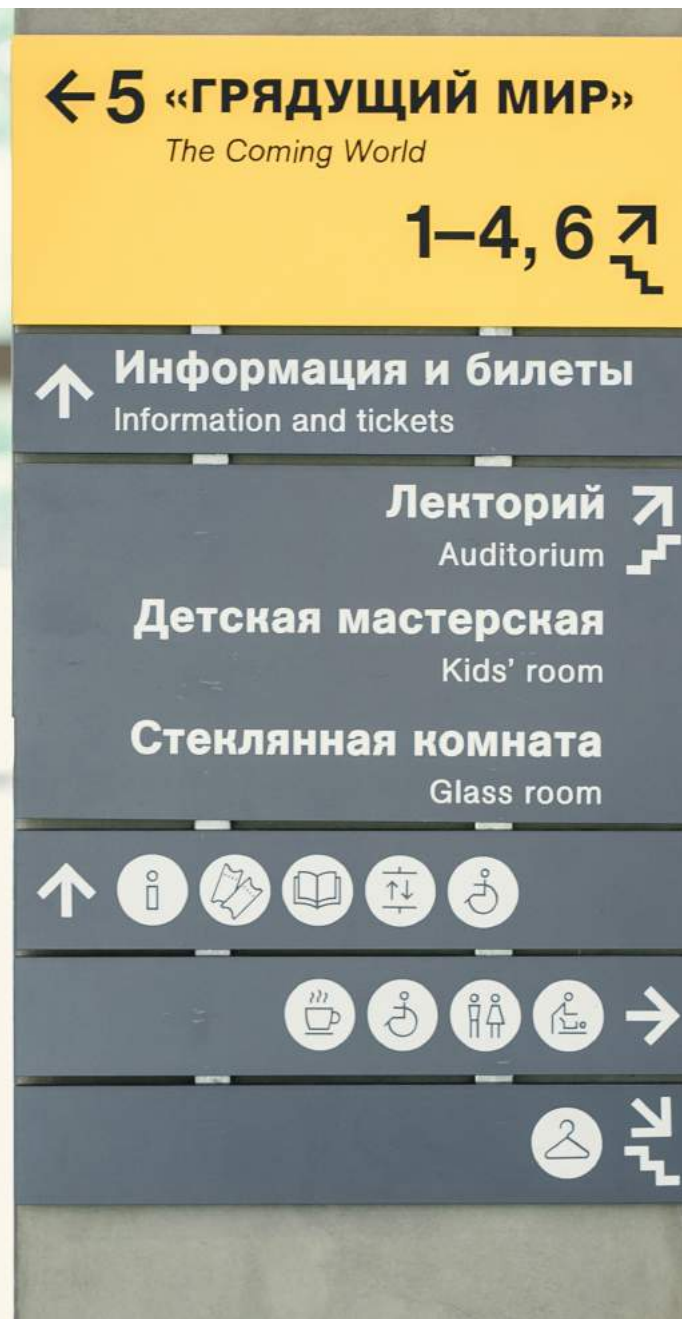 ←5 «ГРЯДУЩИЙ МИР»
The Coming World
1–4, 6
Информация и билеты
Information and tickets
Лекторий
Auditorium
Детская мастерская
Kids' room
Стеклянная комната
Glass room